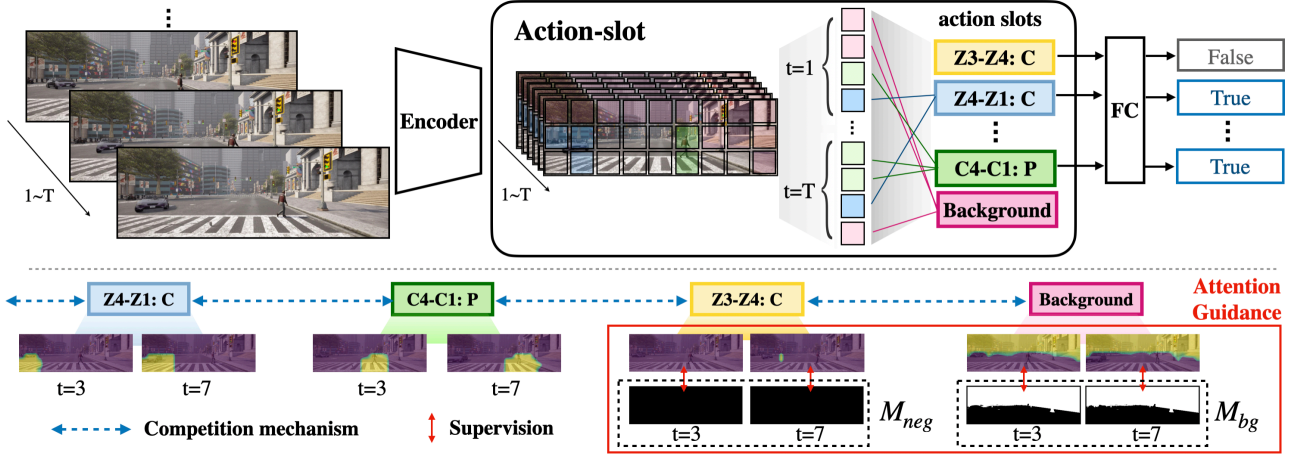 Action-slot
action slots
1~T
Encoder
1~T
t=1
t=T
Z3-Z4: C
Z4-Z1: C
C4-C1: P
Background
FC
False
True
True
Z4-Z1: C
C4-C1: P
Z3-Z4: C
Background
Attention
Guidance
t=3
t=7
t=3
t=7
t=3
t=7
M_neg
t=3
t=7
M_bg
Competition mechanism
Supervision